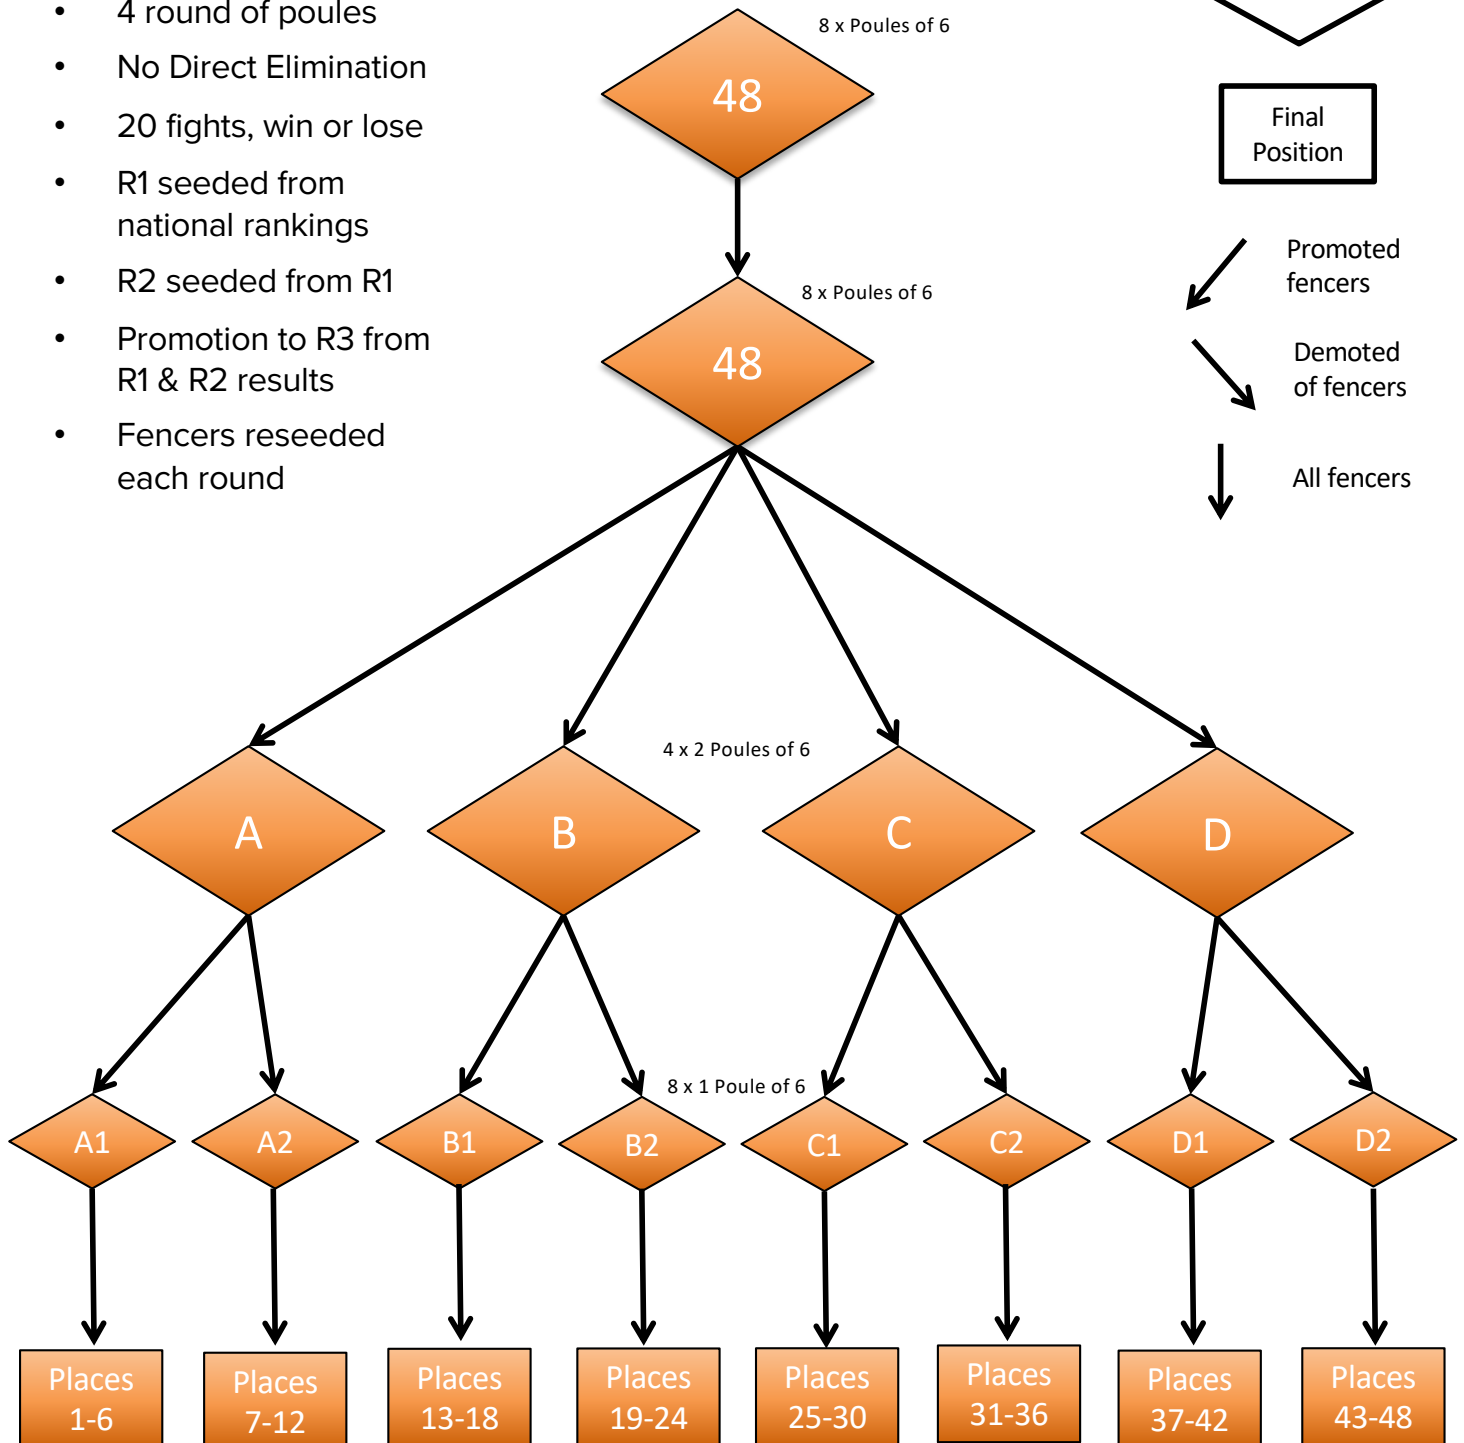 • 4 round of poules
• No Direct Elimination
• 20 fights, win or lose
• R1 seeded from
national rankings
• R2 seeded from R1
• Promotion to R3 from
R1 & R2 results
• Fencers reseeded
each round
8 x Poules of 6
48
Final
Position
Promoted
fencers
Demoted
of fencers
All fencers
8 x Poules of 6
48
4 x 2 Poules of 6
A
B
C
D
8 x 1 Poule of 6
A1
A2
B1
B2
C1
C2
D1
D2
Places
1-6
Places
7-12
Places
13-18
Places
19-24
Places
25-30
Places
31-36
Places
37-42
Places
43-48